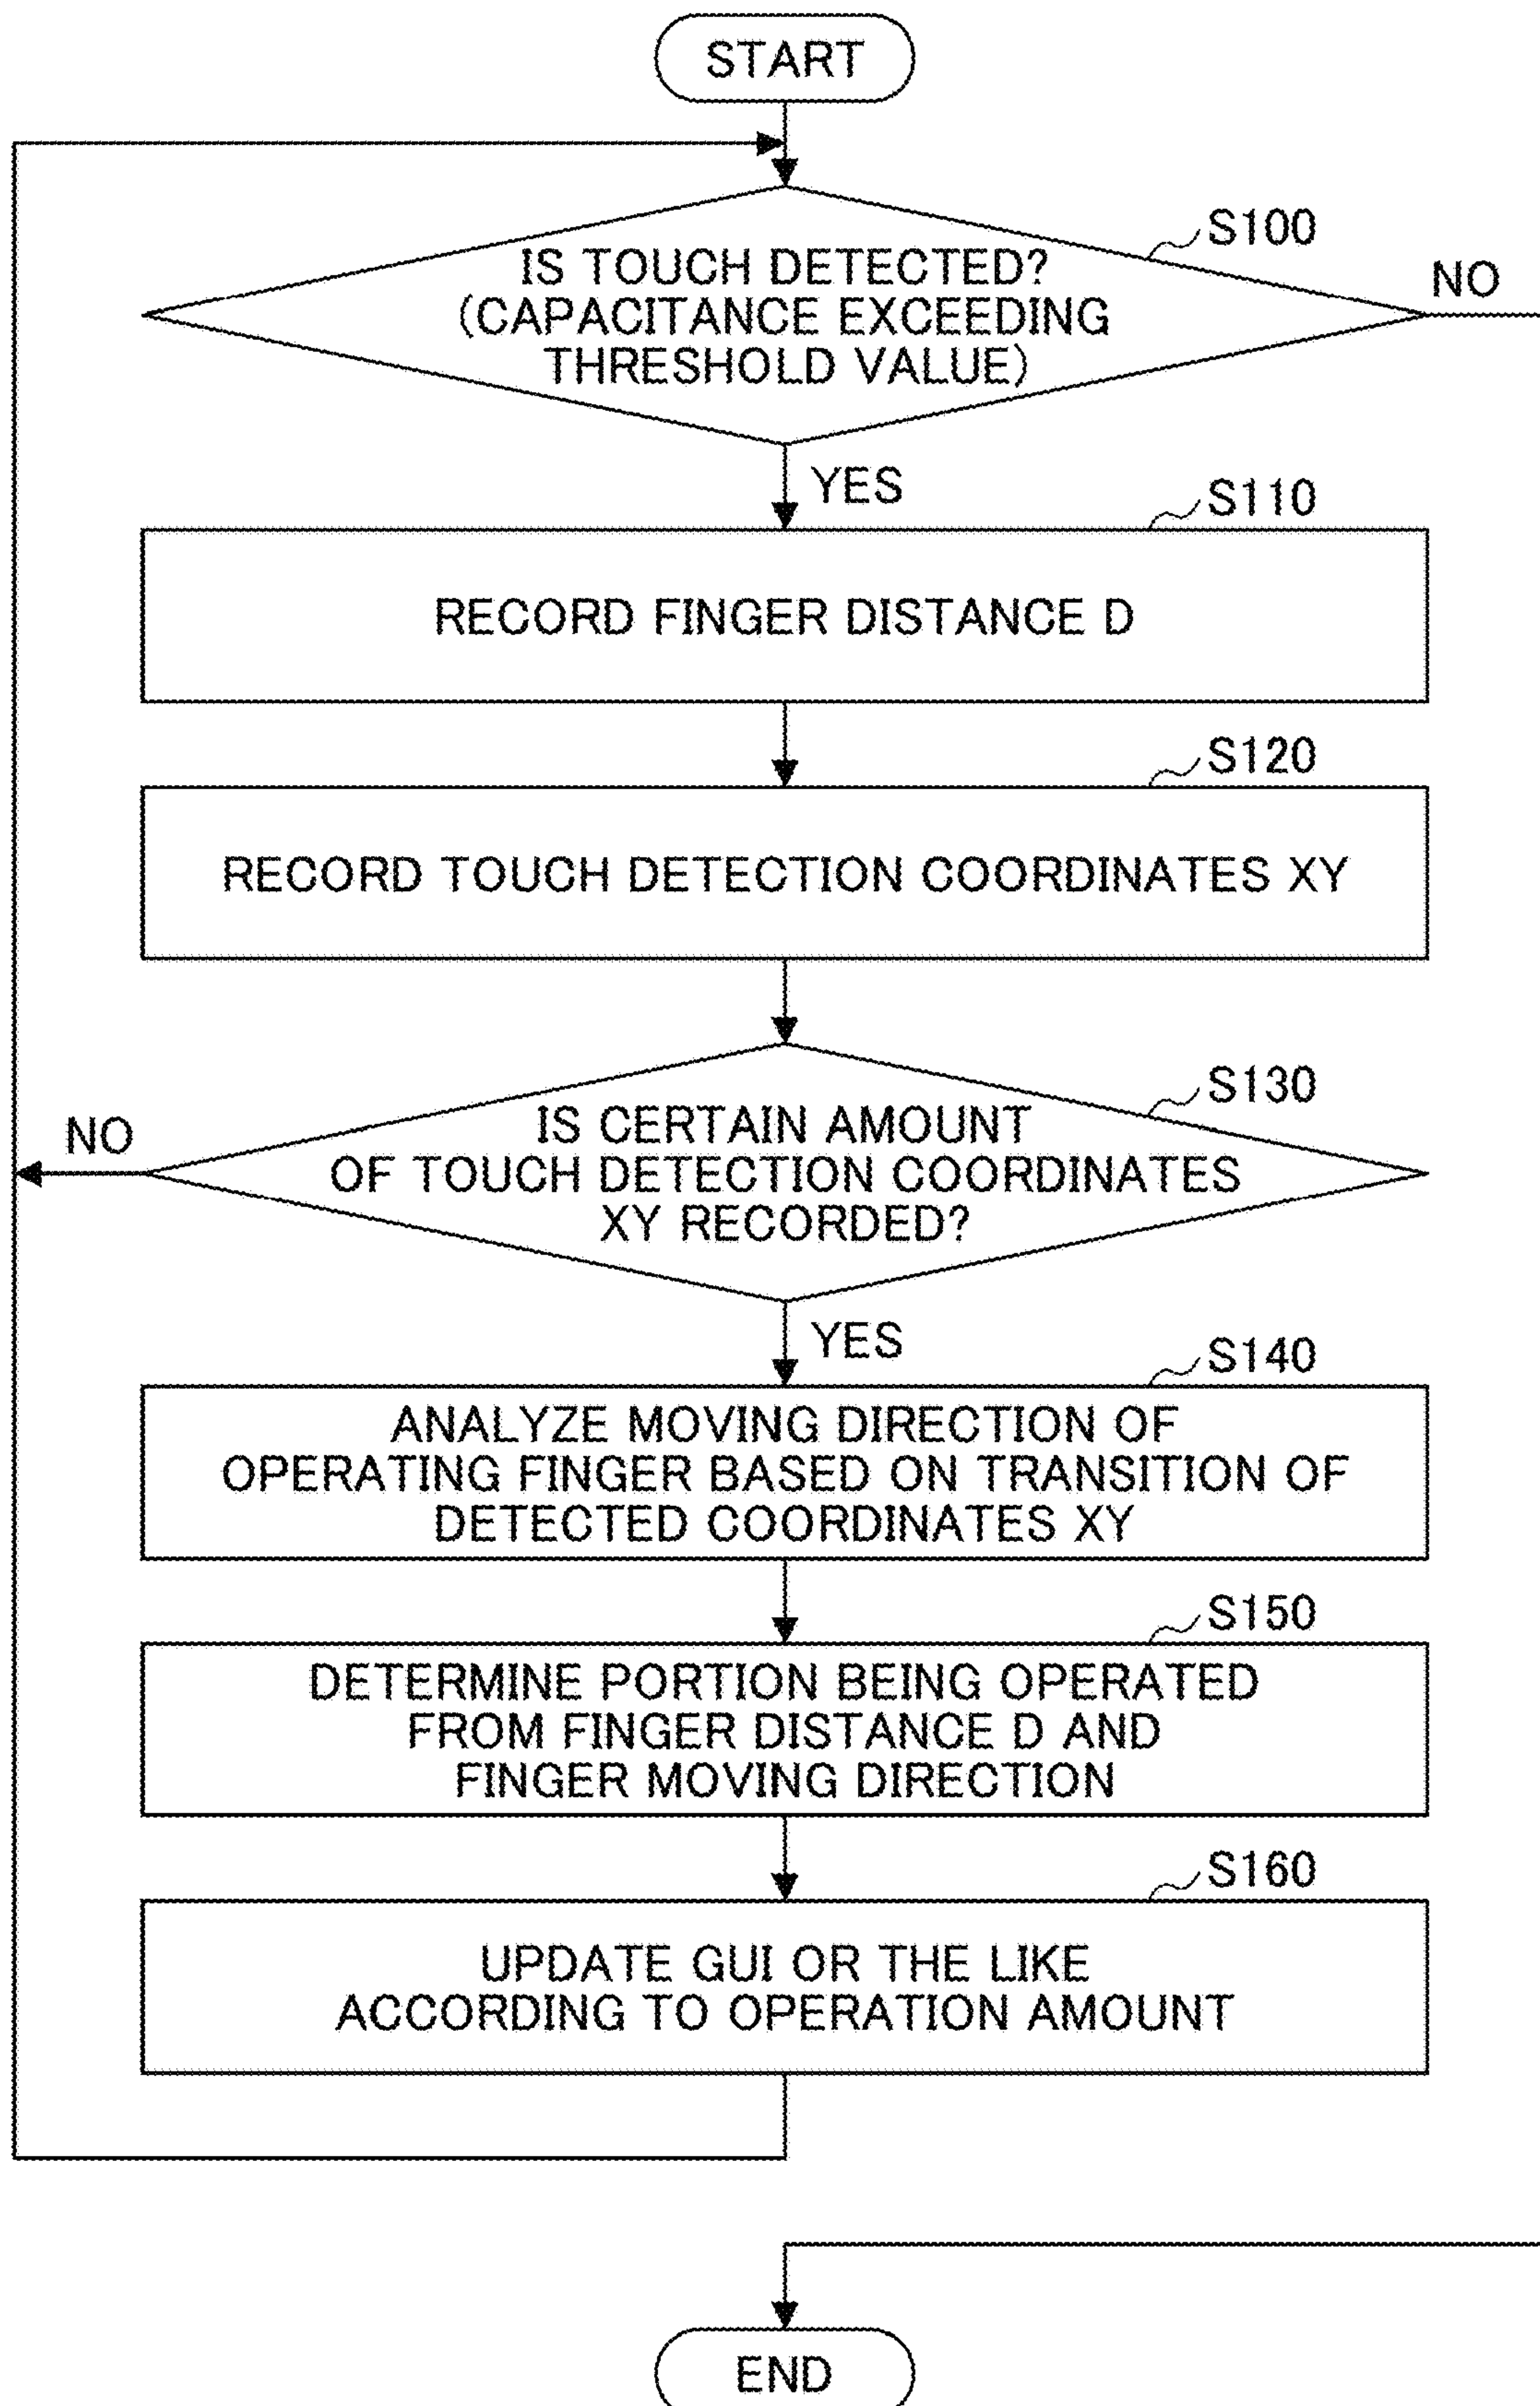 START
S100
IS TOUCH DETECTED?
(CAPACITANCE EXCEEDING
THRESHOLD VALUE)
NO
YES
S110
RECORD FINGER DISTANCE D
S120
RECORD TOUCH DETECTION COORDINATES XY
S130
IS CERTAIN AMOUNT
OF TOUCH DETECTION COORDINATES
XY RECORDED?
NO
YES
S140
ANALYZE MOVING DIRECTION OF
OPERATING FINGER BASED ON TRANSITION OF
DETECTED COORDINATES XY
S150
DETERMINE PORTION BEING OPERATED
FROM FINGER DISTANCE D AND
FINGER MOVING DIRECTION
S160
UPDATE GUI OR THE LIKE
ACCORDING TO OPERATION AMOUNT
END